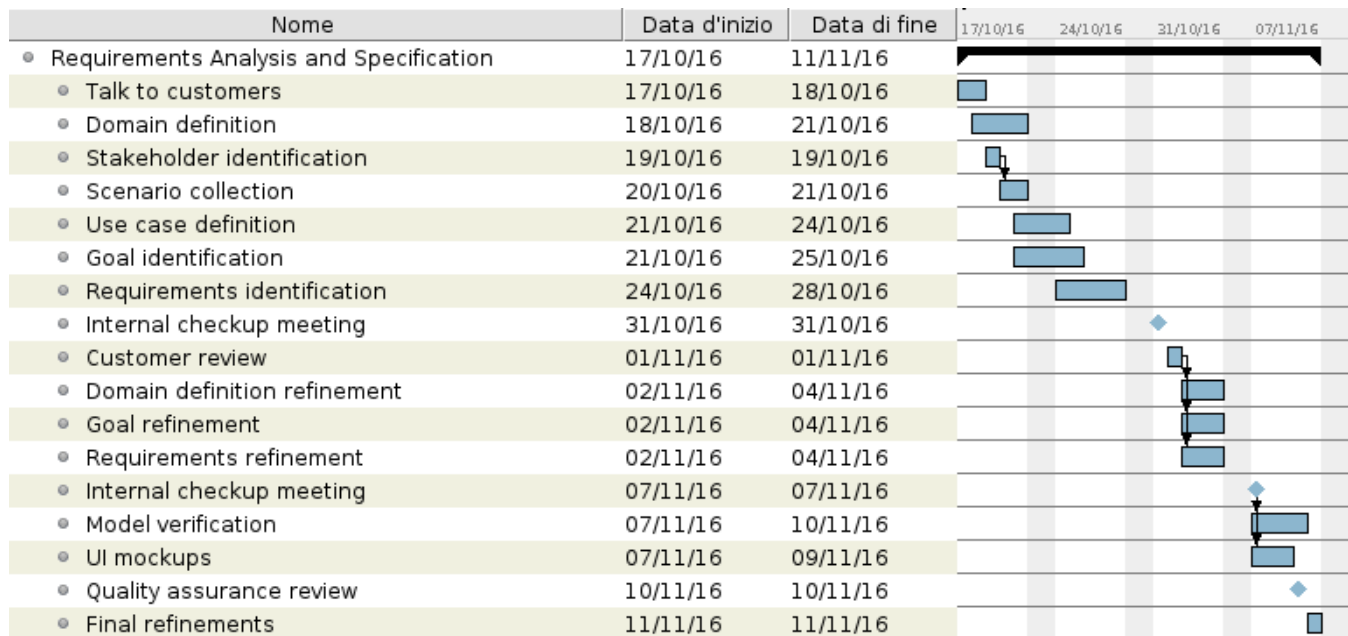 Nome Data d'inizio Data di fine 17/10/16 24/10/16 31/10/16 07/11/16
Requirements Analysis and Specification 17/10/16 11/11/16
Talk to customers 17/10/16 18/10/16
Domain definition 18/10/16 21/10/16
Stakeholder identification 19/10/16 19/10/16
Scenario collection 20/10/16 21/10/16
Use case definition 21/10/16 24/10/16
Goal identification 21/10/16 25/10/16
Requirements identification 24/10/16 28/10/16
Internal checkup meeting 31/10/16 31/10/16
Customer review 01/11/16 01/11/16
Domain definition refinement 02/11/16 04/11/16
Goal refinement 02/11/16 04/11/16
Requirements refinement 02/11/16 04/11/16
Internal checkup meeting 07/11/16 07/11/16
Model verification 07/11/16 10/11/16
UI mockups 07/11/16 09/11/16
Quality assurance review 10/11/16 10/11/16
Final refinements 11/11/16 11/11/16